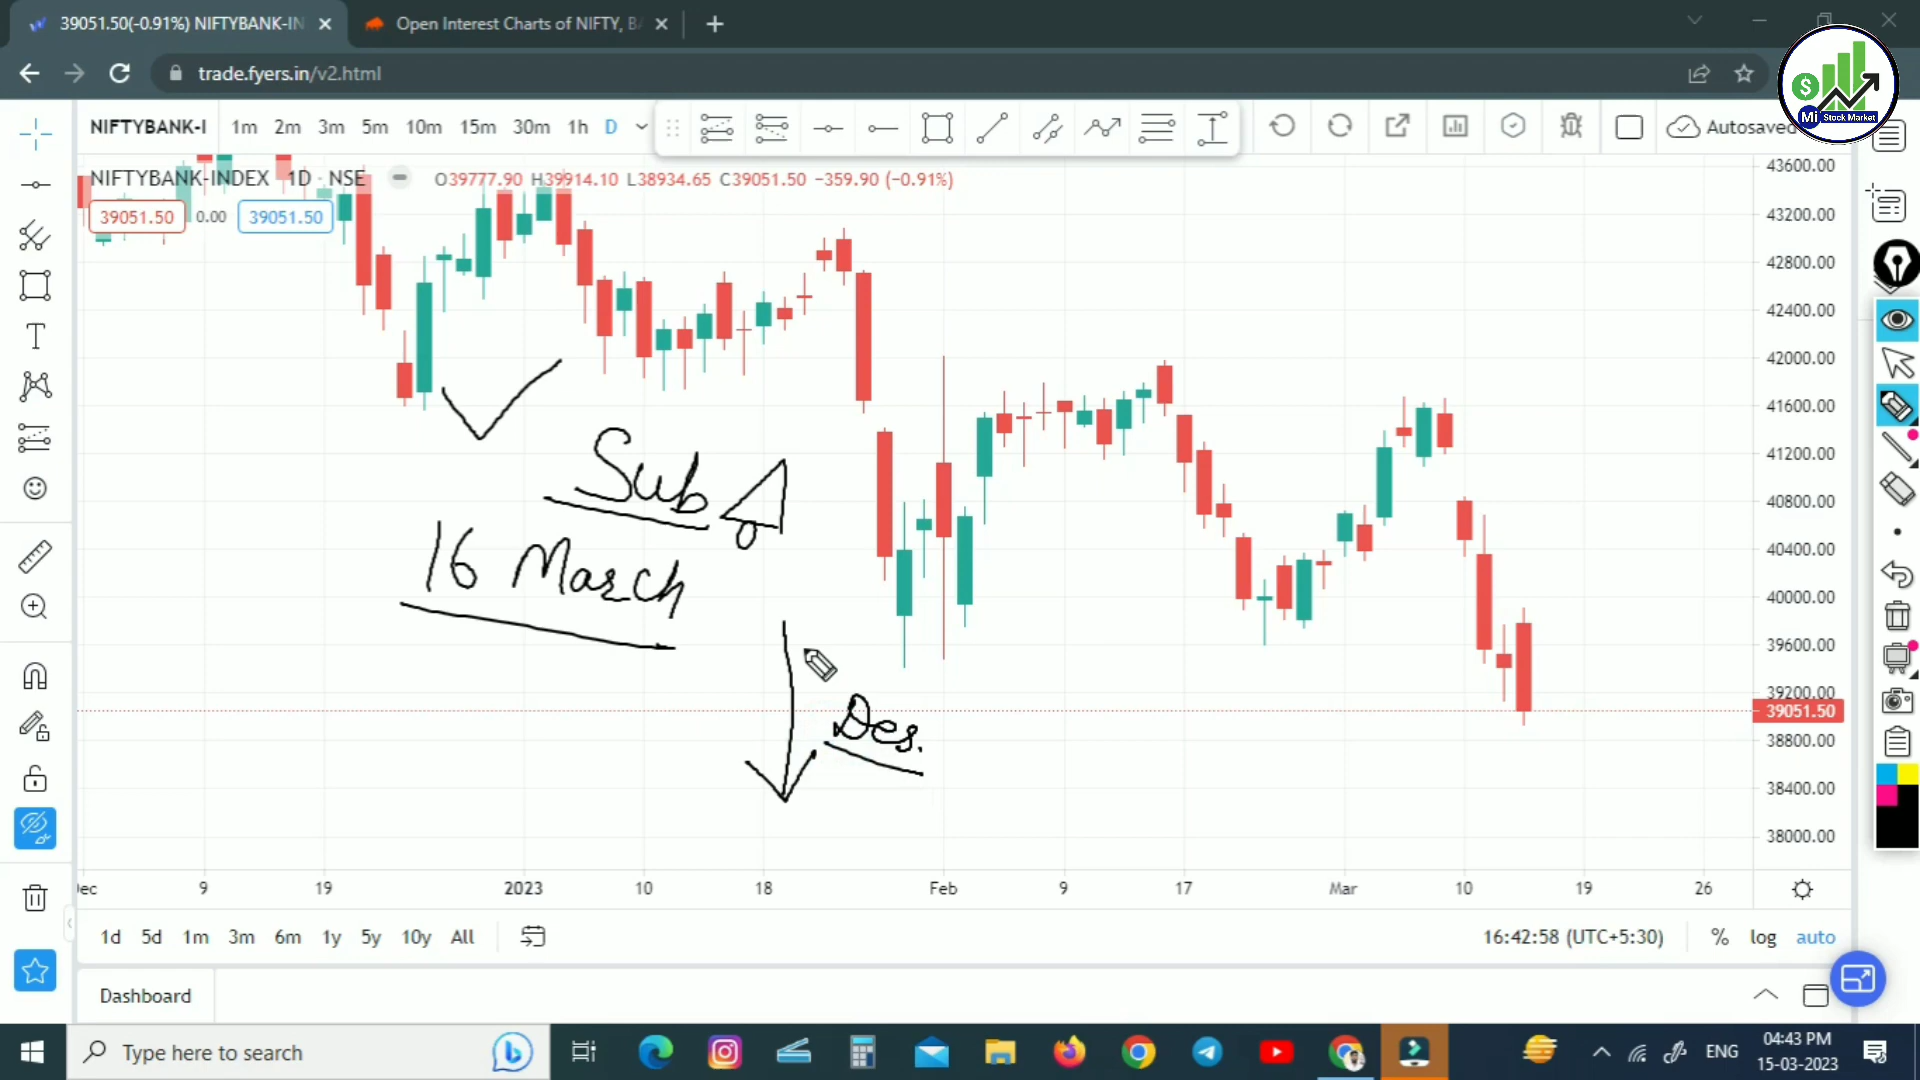 39051.50(-0.91%) NIFTYBANK-IN
Open Interest Charts of NIFTY, BA
trade.fyers.in/v2.html
Mi Stock Market
NIFTYBANK-I 1m 2m 3m 5m 10m 15m 30m 1h D Autosaved
NIFTYBANK-INDEX 1D · NSE O39777.90 H39914.10 L38934.65 C39051.50 −359.90 (−0.91%)
39051.50 0.00 39051.50
43600.00
43200.00
42800.00
42400.00
42000.00
41600.00
41200.00
40800.00
40400.00
40000.00
39600.00
39200.00
39051.50
38800.00
38400.00
38000.00
Sub
16 March
Des.
Dec 9 19 2023 10 18 Feb 9 17 Mar 10 19 26
1d 5d 1m 3m 6m 1y 5y 10y All 16:42:58 (UTC+5:30) % log auto
Dashboard
Type here to search
ENG
04:43 PM
15-03-2023